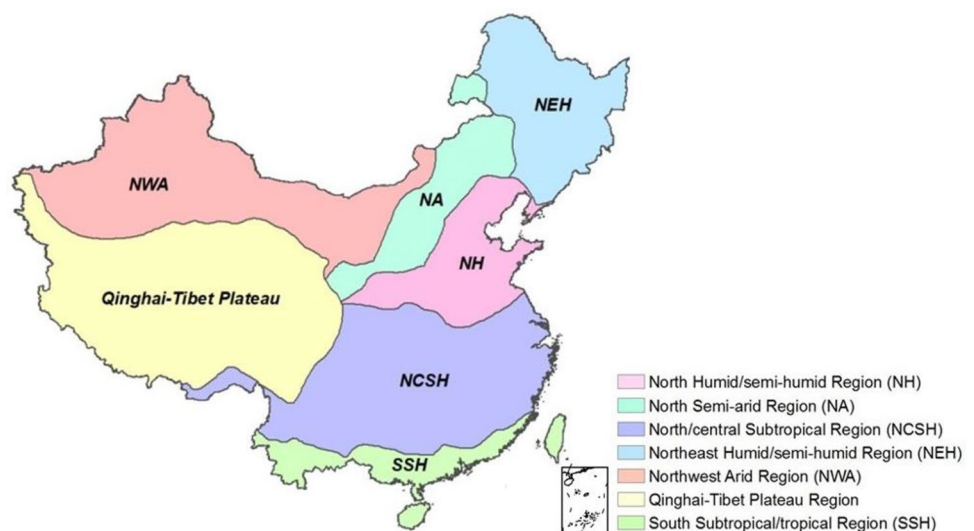 NEH
NWA
NA
NH
Qinghai-Tibet Plateau
NCSH
SSH
North Humid/semi-humid Region (NH)
North Semi-arid Region (NA)
North/central Subtropical Region (NCSH)
Northeast Humid/semi-humid Region (NEH)
Northwest Arid Region (NWA)
Qinghai-Tibet Plateau Region
South Subtropical/tropic Region (SSH)